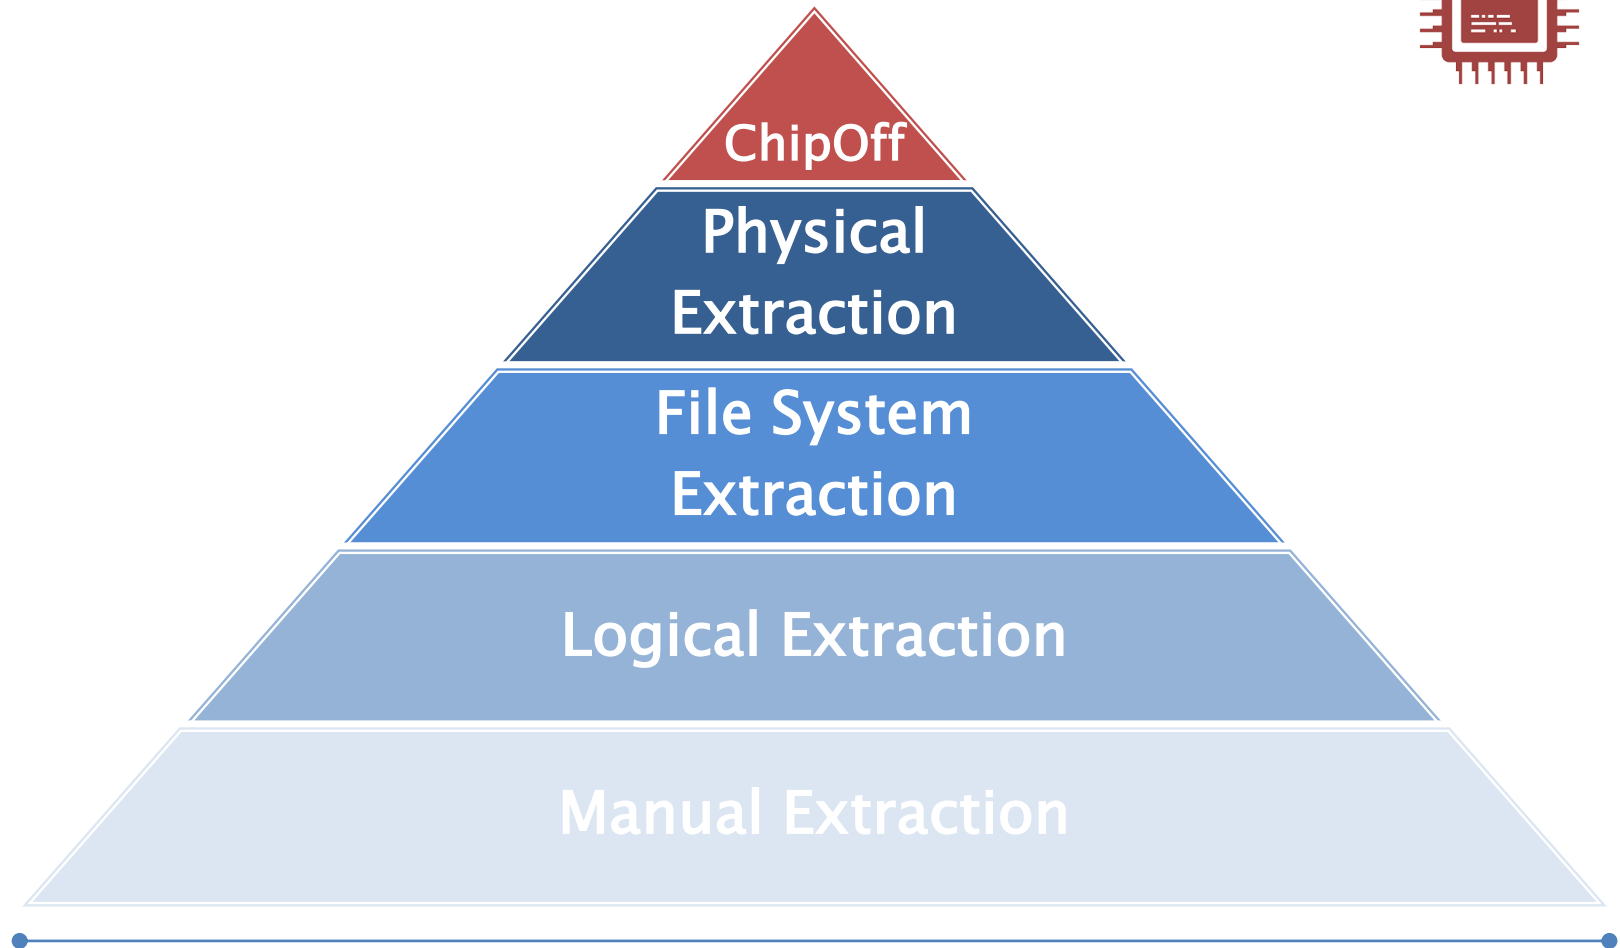 ChipOff
Physical
Extraction
File System
Extraction
Logical Extraction
Manual Extraction